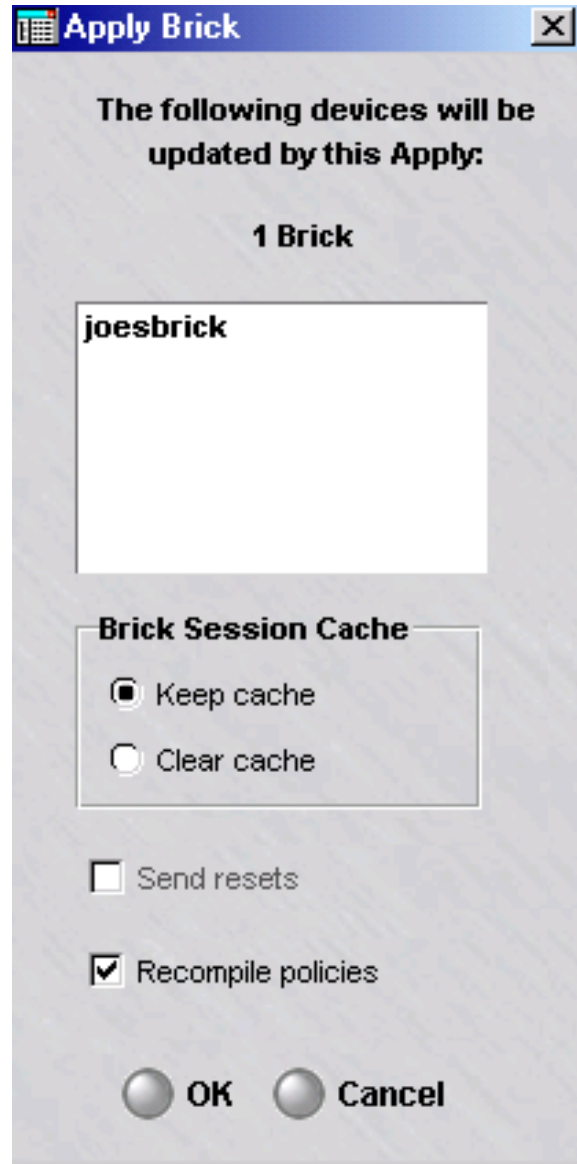 Apply Brick
The following devices will be
updated by this Apply:
1 Brick
joesbrick
Brick Session Cache
Keep cache
Clear cache
Send resets
Recompile policies
OK Cancel